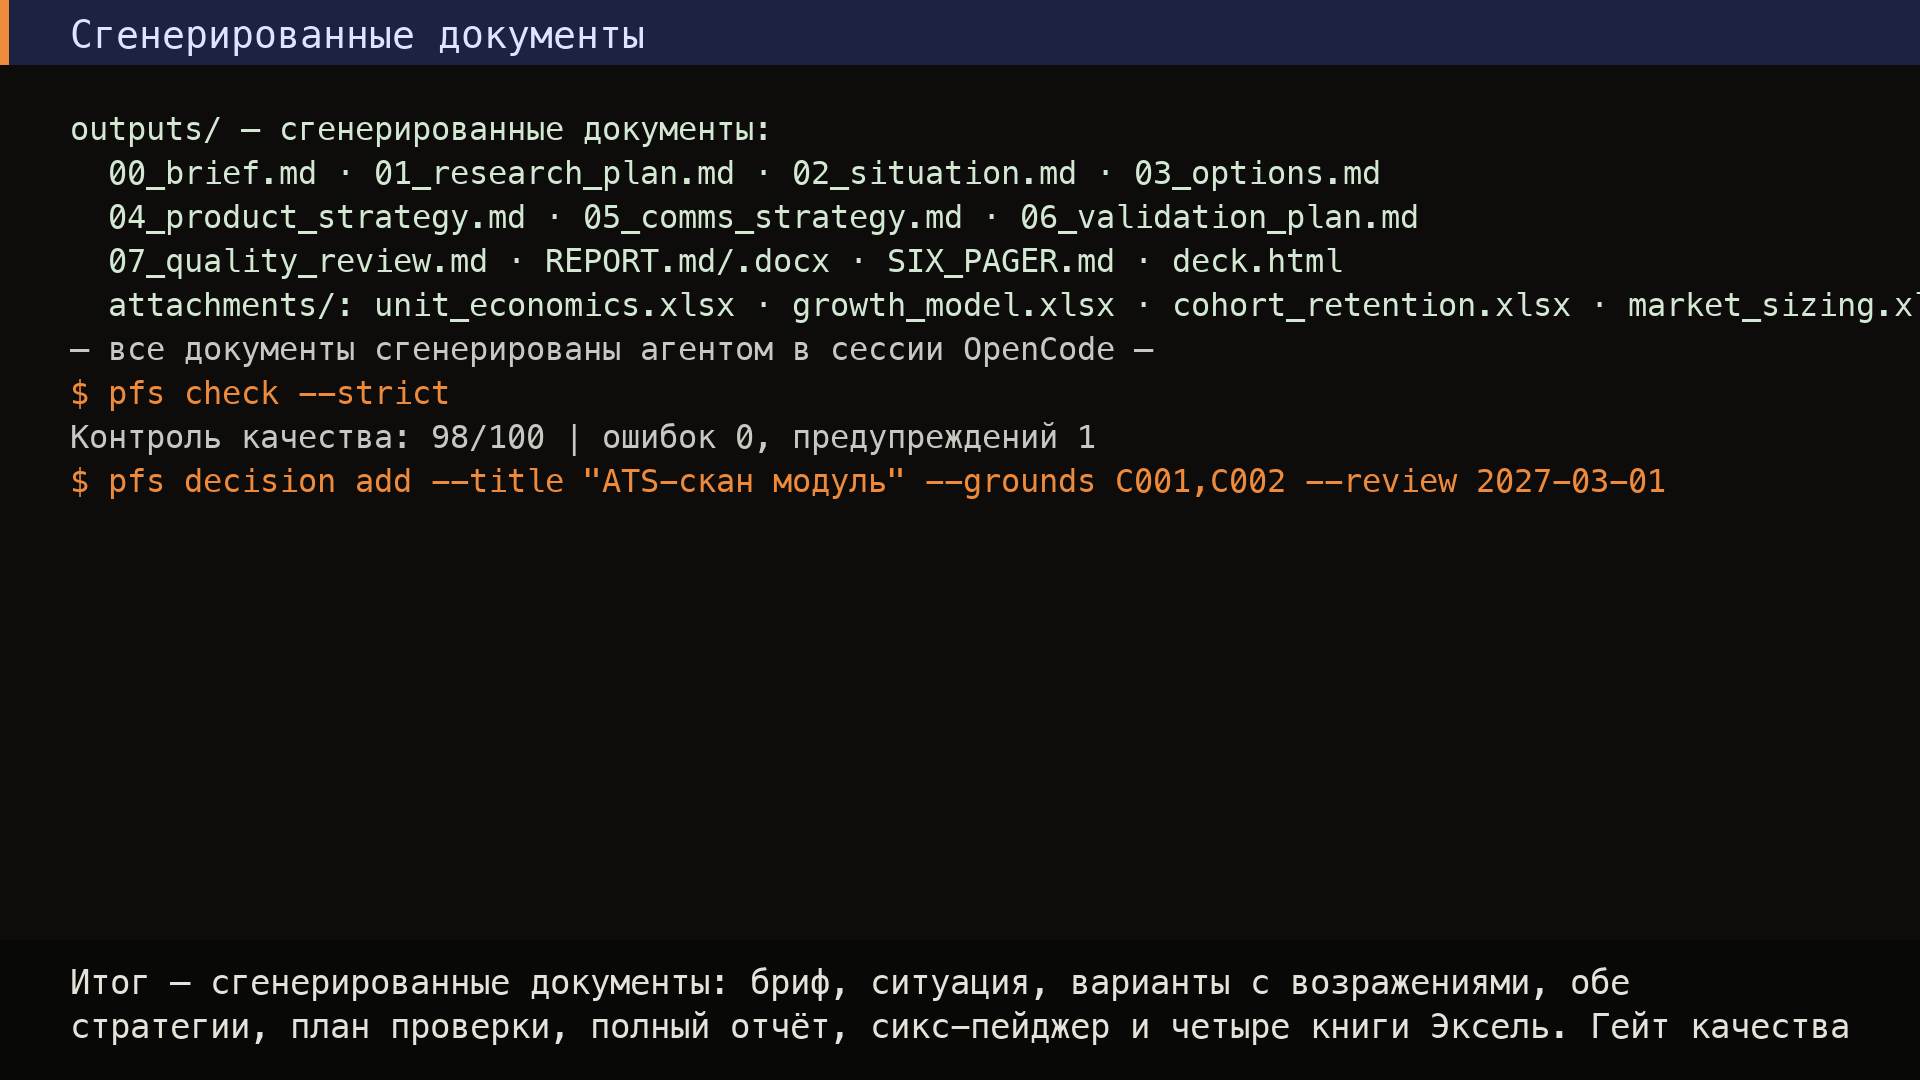 Сгенерированные документы
outputs/ — сгенерированные документы:
00_brief.md · 01_research_plan.md · 02_situation.md · 03_options.md
04_product_strategy.md · 05_comms_strategy.md · 06_validation_plan.md
07_quality_review.md · REPORT.md/.docx · SIX_PAGER.md · deck.html
attachments/: unit_economics.xlsx · growth_model.xlsx · cohort_retention.xlsx · market_sizing.xl
— все документы сгенерированы агентом в сессии OpenCode —
$ pfs check --strict
Контроль качества: 98/100 | ошибок 0, предупреждений 1
$ pfs decision add --title "ATS-скан модуль" --grounds C001,C002 --review 2027-03-01
Итог — сгенерированные документы: бриф, ситуация, варианты с возражениями, обе
стратегии, план проверки, полный отчёт, сикс-пейджер и четыре книги Эксель. Гейт качества